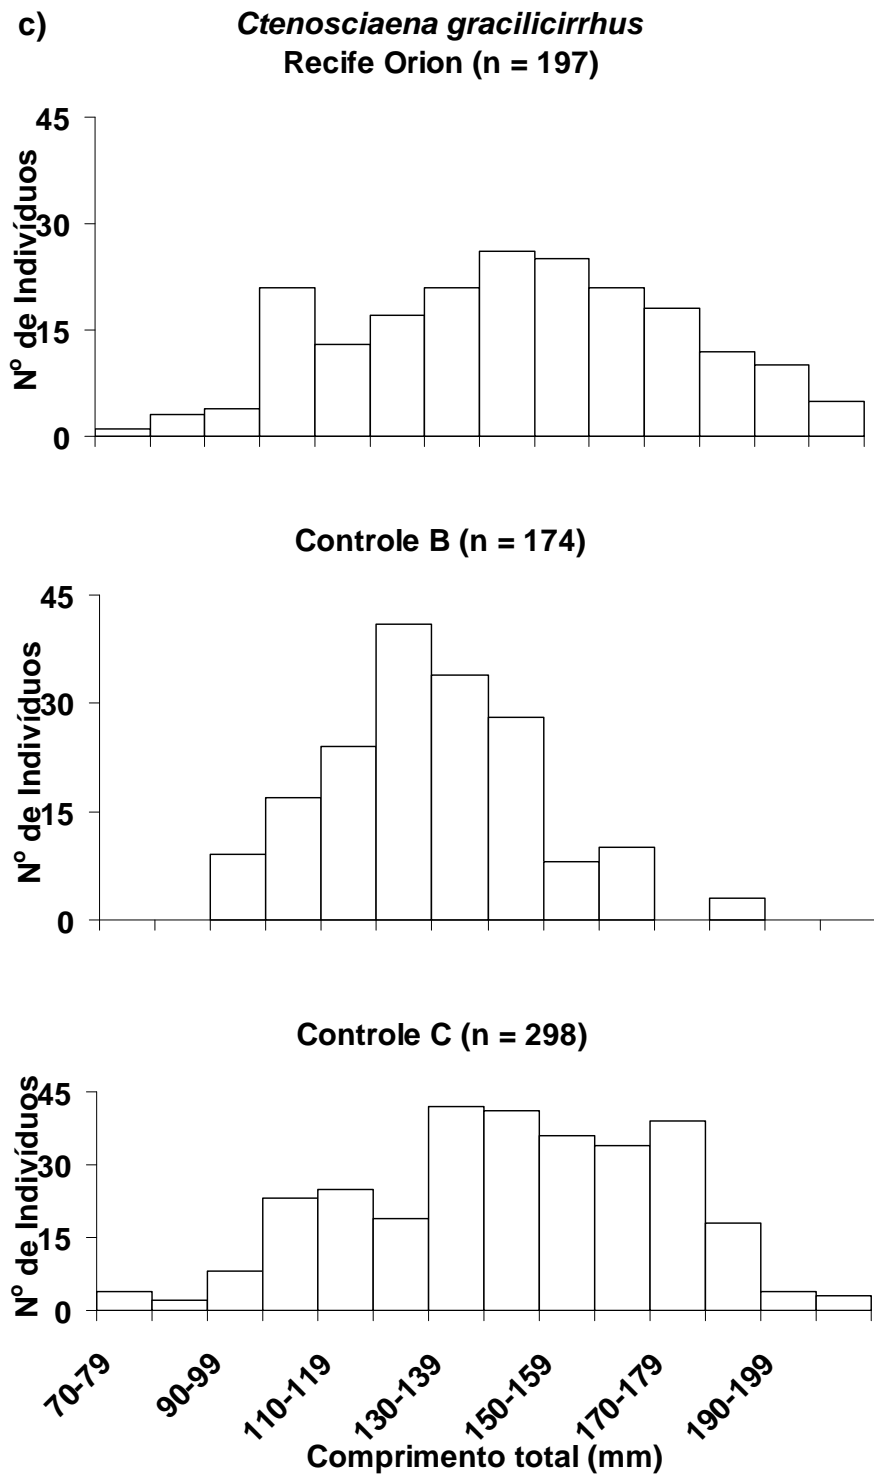 c)
Ctenosciaena gracilicirrhus
Recife Orion (n = 197)
Nº de Indivíduos
45
30
15
0
Controle B (n = 174)
Nº de Indivíduos
45
30
15
0
Controle C (n = 298)
Nº de Indivíduos
45
30
15
0
70-79
90-99
110-119
130-139
150-159
170-179
190-199
Comprimento total (mm)